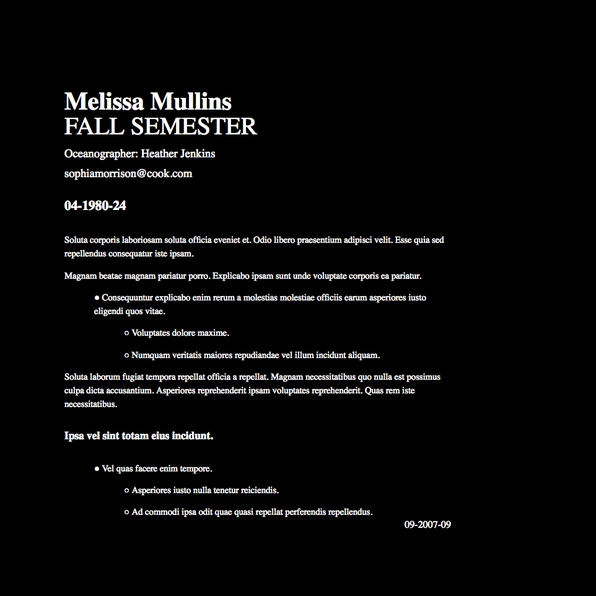 Melissa Mullins
FALL SEMESTER
Oceanographer: Heather Jenkins
sophiamorrison@cook.com
04-1980-24
Soluta corporis laboriosam soluta officia eveniet et. Odio libero praesentium adipisci velit. Esse quia sed
repellendus consequatur iste ipsam.
Magnam beatae magnam pariatur porro. Explicabo ipsam sunt unde voluptate corporis ea pariatur.
● Consequuntur explicabo enim rerum a molestias molestiae officiis earum asperiores iusto
eligendi quos vitae.
○ Voluptates dolore maxime.
○ Numquam veritatis maiores repudiandae vel illum incidunt aliquam.
Soluta laborum fugiat tempora repellat officia a repellat. Magnam necessitatibus quo nulla est possimus
culpa dicta accusantium. Asperiores reprehenderit ipsam voluptates reprehenderit. Quas rem iste
necessitatibus.
Ipsa vel sint totam eius incidunt.
● Vel quas facere enim tempore.
○ Asperiores iusto nulla tenetur reiciendis.
○ Ad commodi ipsa odit quae quasi repellat perferendis repellendus.
09-2007-09